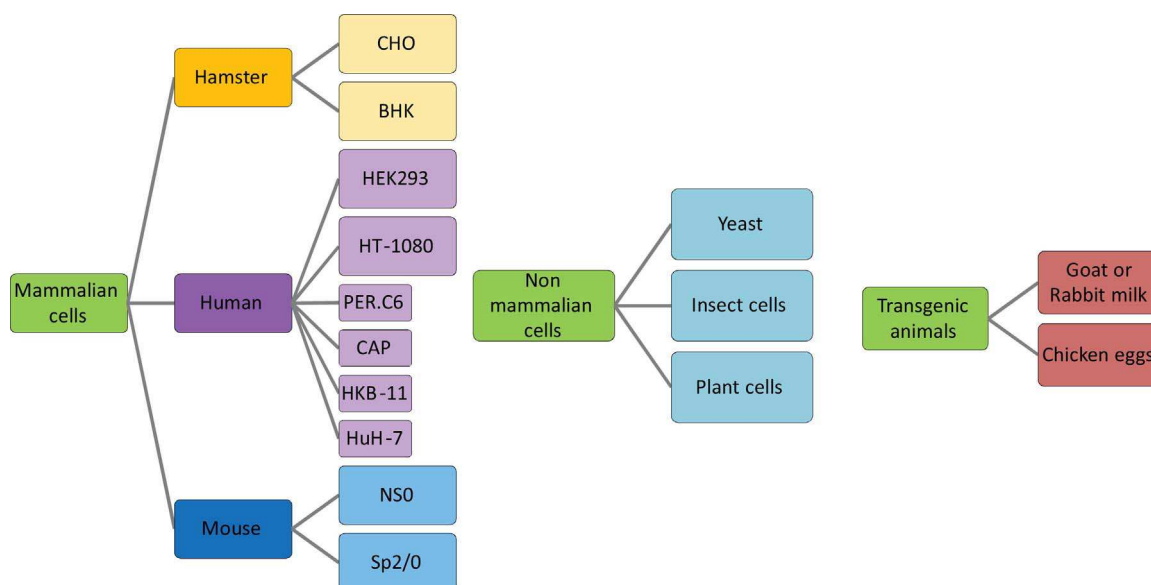 Mammalian
cells
Hamster
CHO
BHK
Human
HEK293
HT-1080
PER.C6
CAP
HKB-11
HuH-7
Mouse
NS0
Sp2/0
Non
mammalian
cells
Yeast
Insect cells
Plant cells
Transgenic
animals
Goat or
Rabbit milk
Chicken eggs